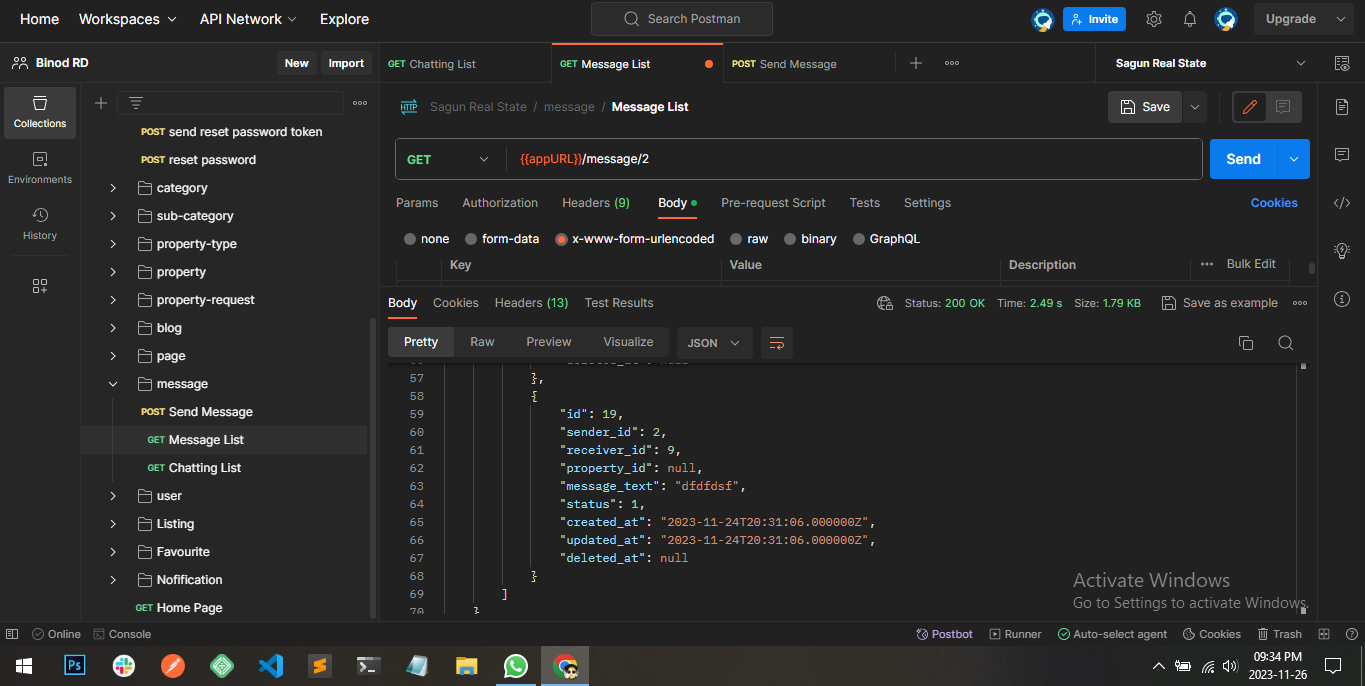 Home Workspaces API Network Explore Search Postman Invite Upgrade
Binod RD New Import GET Chatting List GET Message List POST Send Message Sagun Real State
Collections
Environments
History
POST send reset password token
POST reset password
category
sub-category
property-type
property
property-request
blog
page
message
POST Send Message
GET Message List
GET Chatting List
user
Listing
Favourite
Nofification
GET Home Page
HTTP Sagun Real State / message / Message List Save
GET {{appURL}}/message/2 Send
Params Authorization Headers (9) Body Pre-request Script Tests Settings Cookies
none form-data x-www-form-urlencoded raw binary GraphQL
Key Value Description Bulk Edit
Body Cookies Headers (13) Test Results Status: 200 OK Time: 2.49 s Size: 1.79 KB Save as example
Pretty Raw Preview Visualize JSON
57 },
58 {
59 "id": 19,
60 "sender_id": 2,
61 "receiver_id": 9,
62 "property_id": null,
63 "message_text": "dfdfdsf",
64 "status": 1,
65 "created_at": "2023-11-24T20:31:06.000000Z",
66 "updated_at": "2023-11-24T20:31:06.000000Z",
67 "deleted_at": null
68 }
69 ]
70 }
Activate Windows
Go to Settings to activate Windows.
Online Console Postbot Runner Auto-select agent Cookies Trash
Ps
09:34 PM
2023-11-26